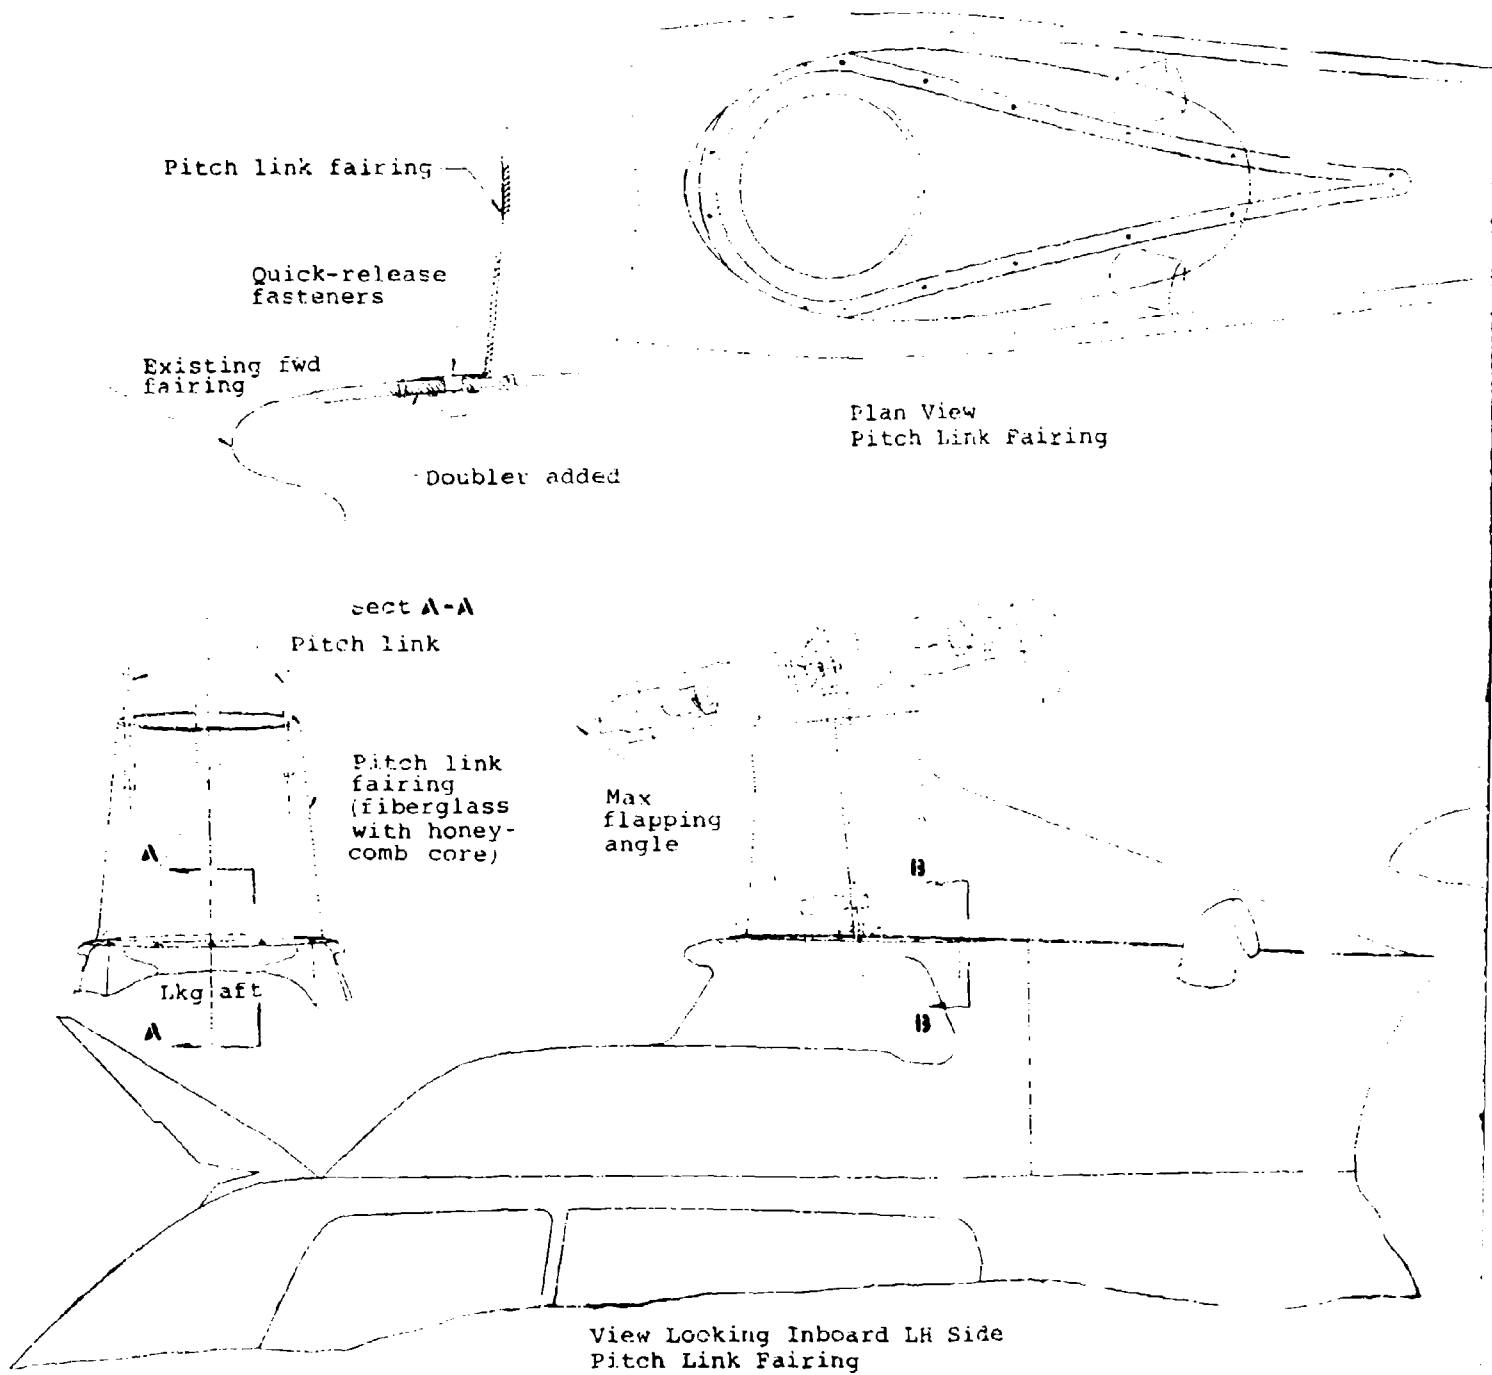 Pitch link fairing
Quick-release
fasteners
Existing fwd
fairing
Doubler added
Plan View
Pitch Link Fairing
Sect A-A
Pitch link
Pitch link
fairing
(fiberglass
with honey-
comb core)
Max
flapping
angle
A
B
Lkg aft
A
B
View Looking Inboard LH Side
Pitch Link Fairing